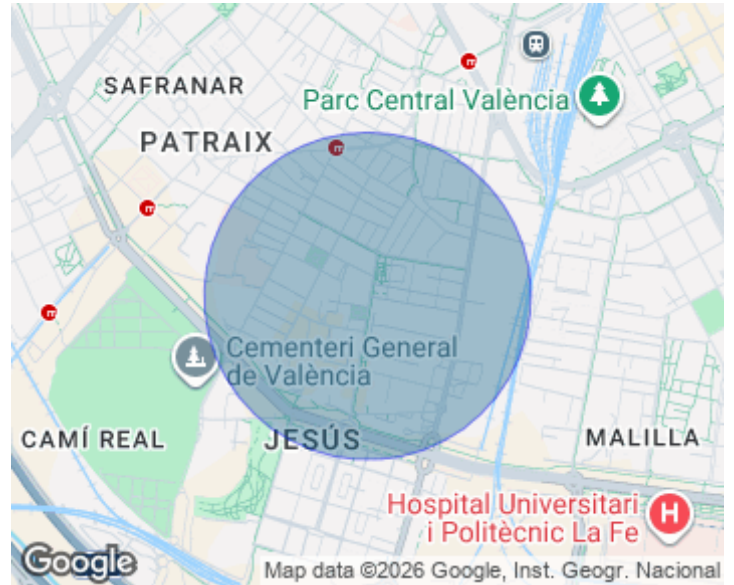 SAFRANAR
Parc Central València
PATRAIX
Cementeri General
de València
CAMÍ REAL
JESÚS
MALILLA
Hospital Universitari
i Politècnic La Fe
H
Google
Map data ©2026 Google, Inst. Geogr. Nacional